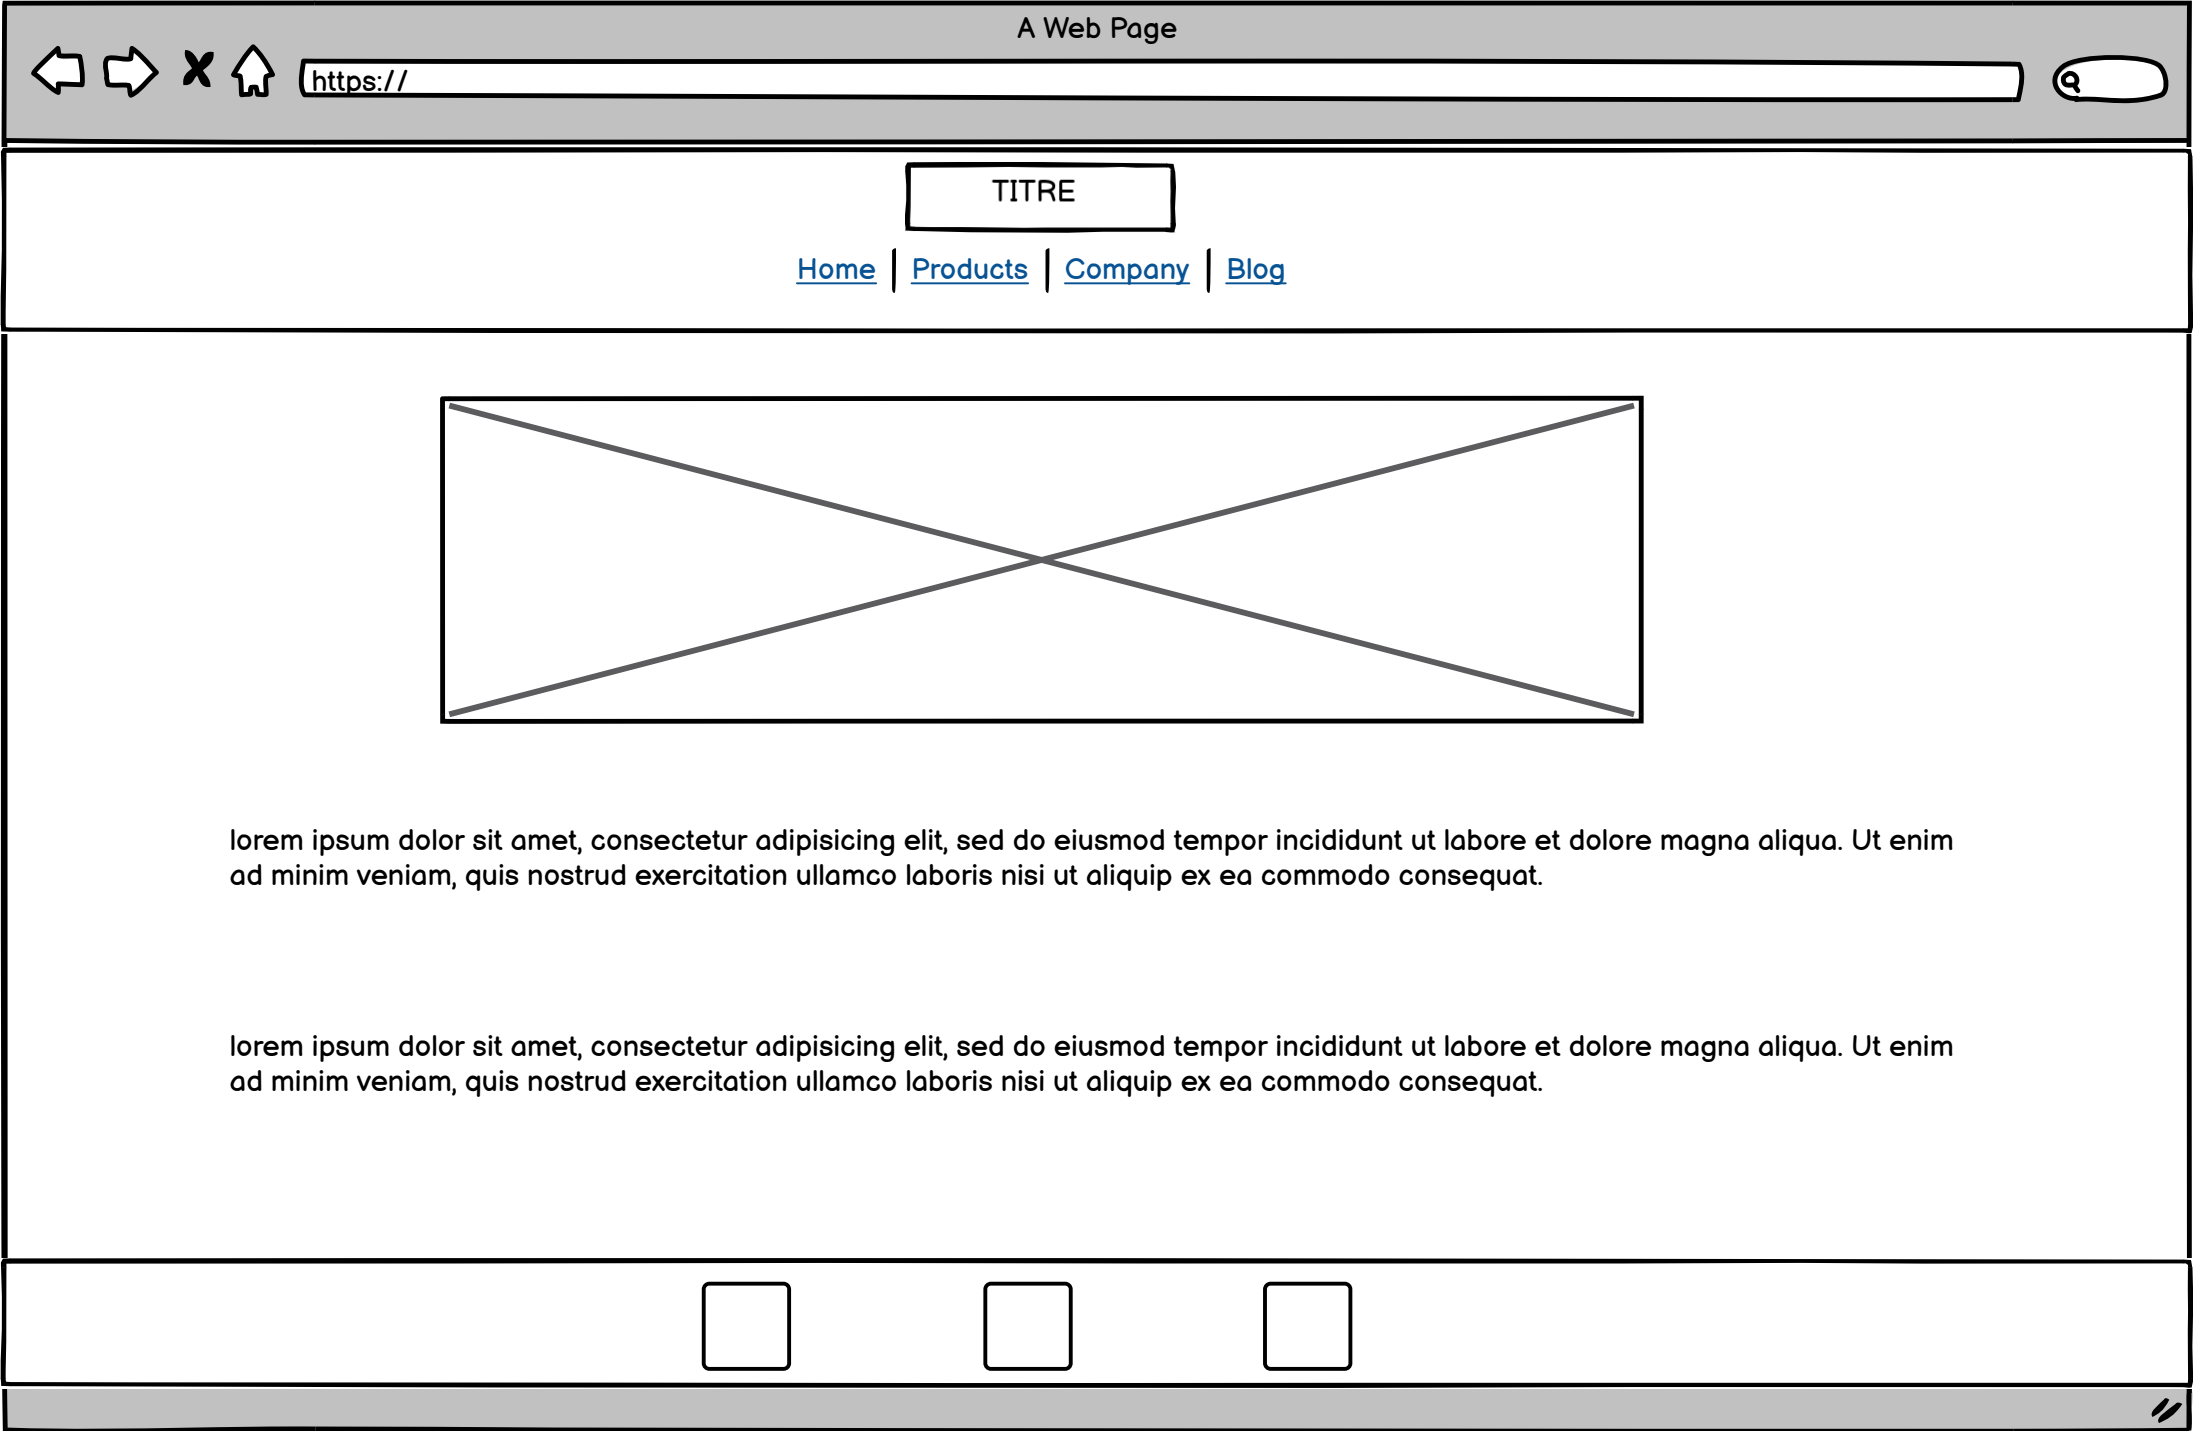 A Web Page
https://
TITRE
Home | Products | Company | Blog
lorem ipsum dolor sit amet, consectetur adipisicing elit, sed do eiusmod tempor incididunt ut labore et dolore magna aliqua. Ut enim
ad minim veniam, quis nostrud exercitation ullamco laboris nisi ut aliquip ex ea commodo consequat.
lorem ipsum dolor sit amet, consectetur adipisicing elit, sed do eiusmod tempor incididunt ut labore et dolore magna aliqua. Ut enim
ad minim veniam, quis nostrud exercitation ullamco laboris nisi ut aliquip ex ea commodo consequat.